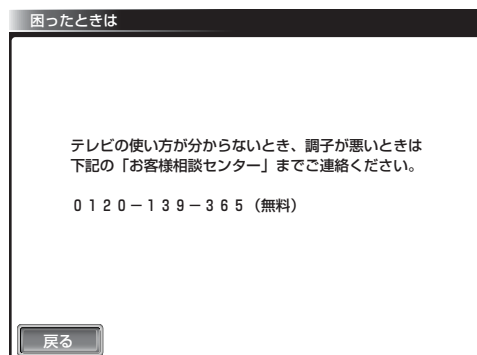 困ったときは
テレビの使い方が分からないとき、調子が悪いときは
下記の「お客様相談センター」までご連絡ください。
０１２０－１３９－３６５（無料）
戻る